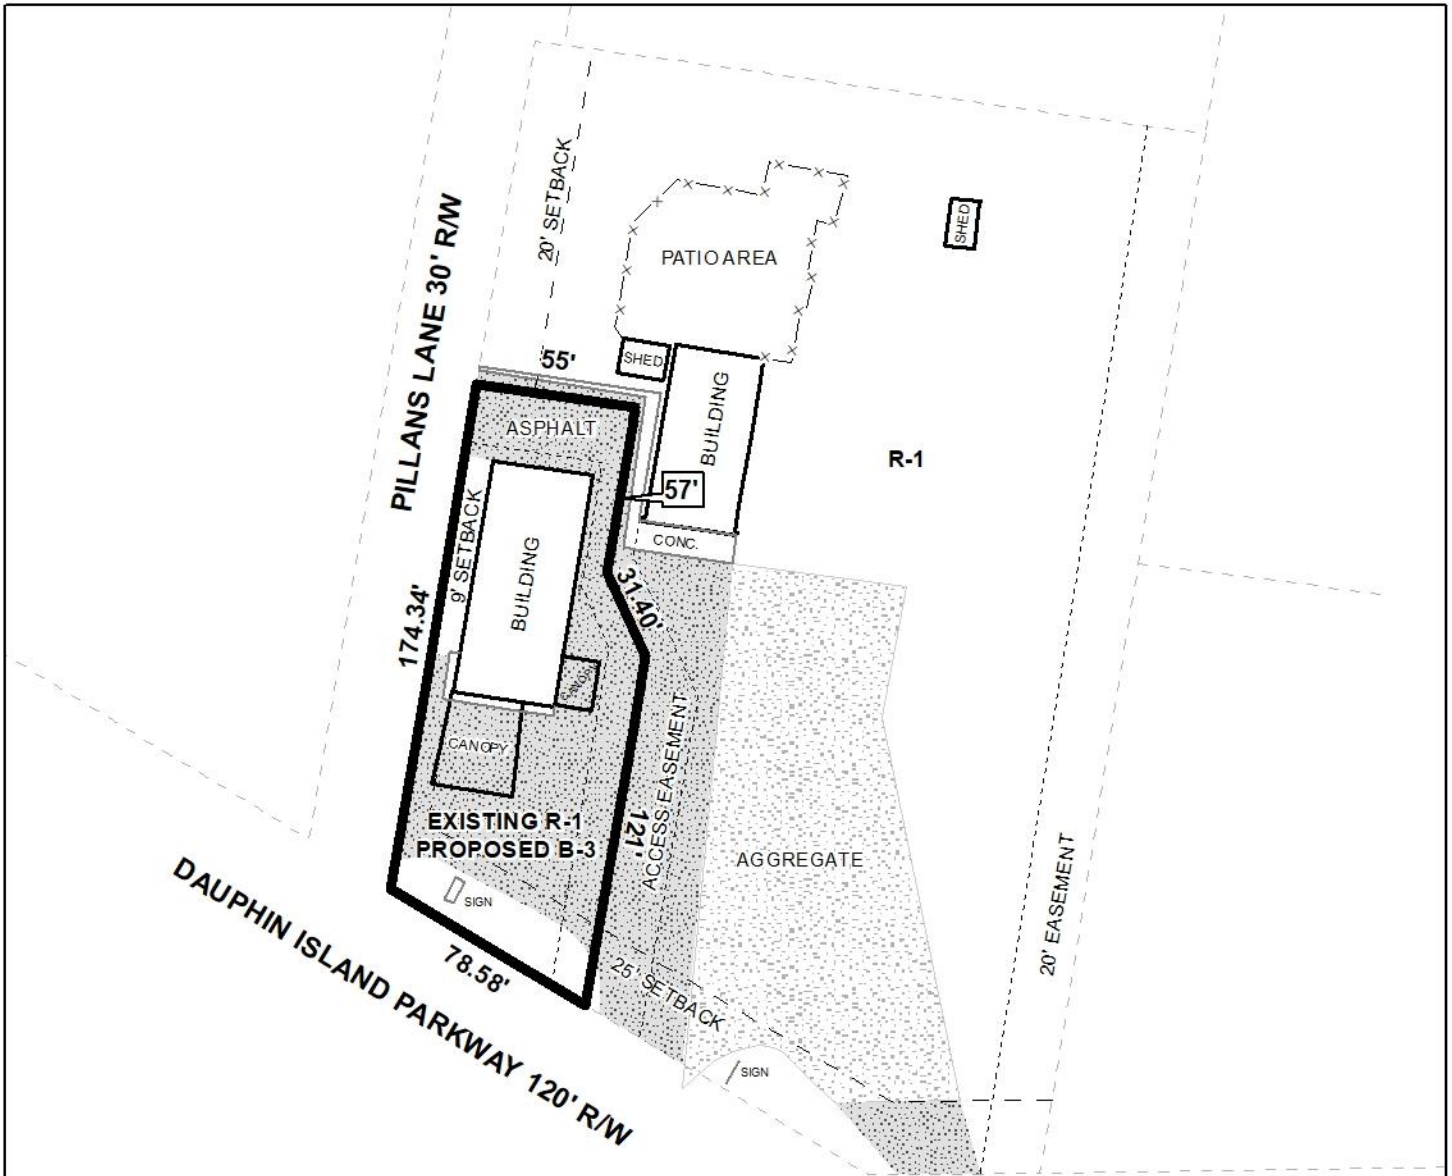 20' SETBACK
SHED
PATIO AREA
PILLANS LANE 30' R/W
55'
SHED
BUILDING
ASPHALT
R-1
57'
9' SETBACK
CONC.
BUILDING
31.40'
174.34'
CANOPY
CANOPY
ACCESS EASEMENT
121'
EXISTING R-1
PROPOSED B-3
AGGREGATE
SIGN
20' EASEMENT
78.58'
25' SETBACK
DAUPHIN ISLAND PARKWAY 120' R/W
SIGN